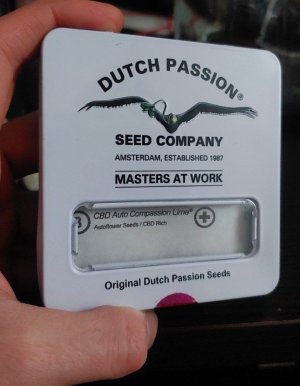 DUTCH PASSION®
SEED COMPANY
AMSTERDAM, ESTABLISHED 1987
MASTERS AT WORK
CBD Auto Compassion Lime®
Autoflower Seeds / CBD Rich
Original Dutch Passion Seeds